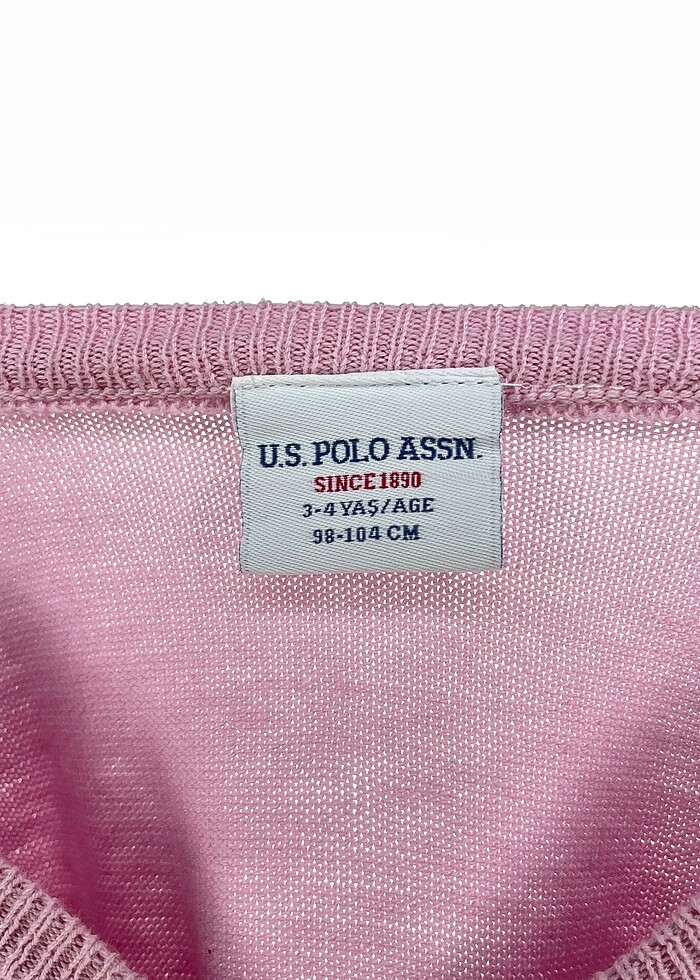 U.S. POLO ASSN.
SINCE 1890
3-4 YAŞ/AGE
98-104 CM